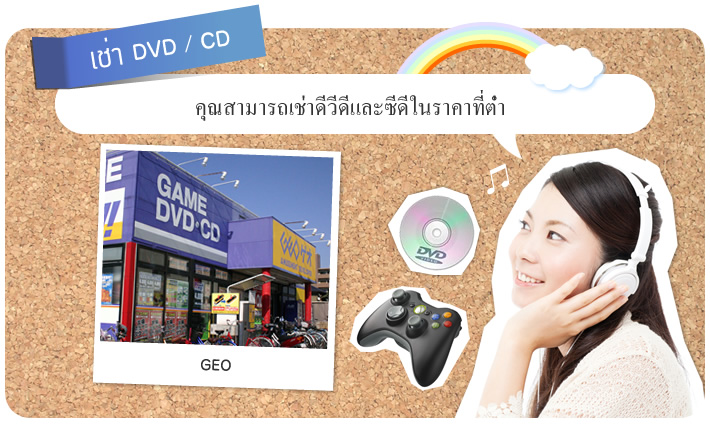 เช่า DVD / CD
คุณสามารถเช่าดีวีดีและซีดีในราคาที่ต่ำ
GAME
DVD·CD
DVD
VIDEO
GEO